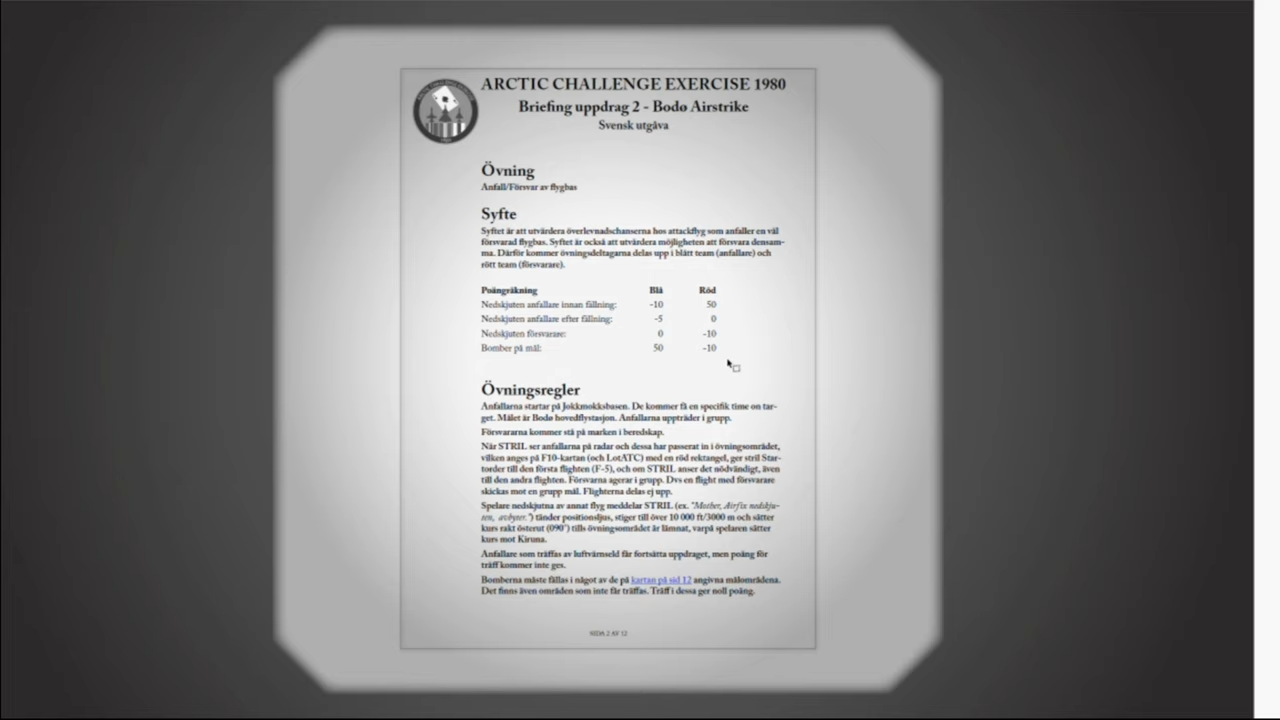 ARCTIC CHALLENGE EXERCISE 1980
Briefing uppdrag 2 - Bodø Airstrike
Svensk utgåva
Övning
Anfall/Försvar av flygbas
Syfte
Syftet är att utvärdera överlevnadschanserna hos attackflyg som anfaller en väl
försvarad flygbas. Syftet är också att utvärdera möjligheten att försvara densam-
ma. Därför kommer övningsdeltagarna delas upp i blått team (anfallare) och
rött team (försvarare).
Poängräkning Blå Röd
Nedskjuten anfallare innan fällning: -10 50
Nedskjuten anfallare efter fällning: -5 0
Nedskjuten försvarare: 0 -10
Bomber på mål: 50 -10
Övningsregler
Anfallarna startar på Jokkmokksbasen. De kommer få en specifik time on tar-
get. Målet är Bodø hovedflystasjon. Anfallarna uppträder i grupp.
Försvararna kommer stå på marken i beredskap.
När STRIL ser anfallarna på radar och dessa har passerat in i övningsområdet,
vilken anges på F10-kartan (och LotATC) med en röd rektangel, ger stril Star-
torder till den första flighten (F-5), och om STRIL anser det nödvändigt, även
till den andra flighten. Försvarna agerar i grupp. Dvs en flight med försvarare
skickas mot en grupp mål. Flighterna delas ej upp.
Spelare nedskjutna av annat flyg meddelar STRIL (ex. "Mother, Airfix nedskju-
ten, avbyter.") tänder positionsljus, stiger till över 10 000 ft/3000 m och sätter
kurs rakt österut (090°) tills övningsområdet är lämnat, varpå spelaren sätter
kurs mot Kiruna.
Anfallare som träffas av luftvärnseld får fortsätta uppdraget, men poäng för
träff kommer inte ges.
Bomberna måste fällas i något av de på kartan på sid 12 angivna målområdena.
Det finns även områden som inte får träffas. Träff i dessa ger noll poäng.
SIDA 2 AV 12